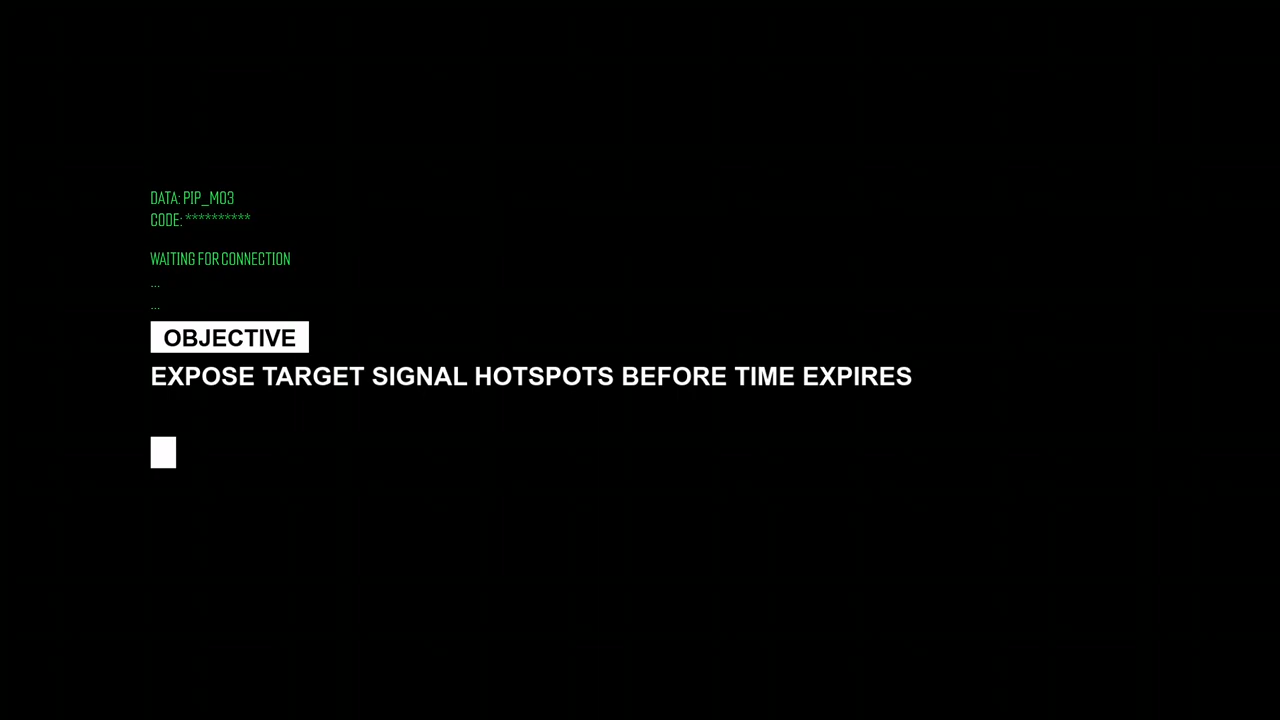 DATA: PIP_M03
CODE: **********
WAITING FOR CONNECTION
...
...
OBJECTIVE
EXPOSE TARGET SIGNAL HOTSPOTS BEFORE TIME EXPIRES